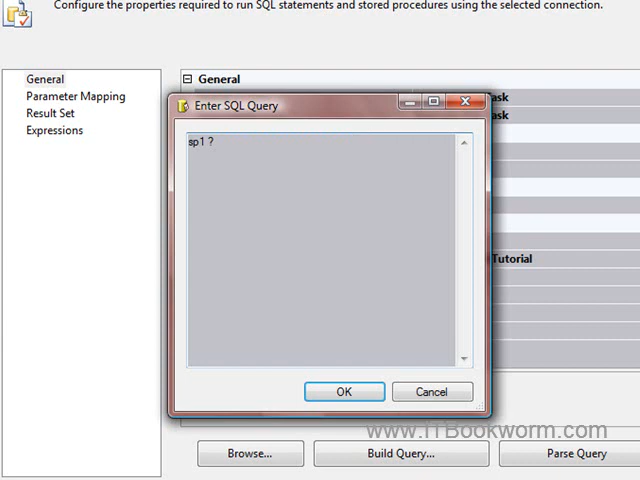 Configure the properties required to run SQL statements and stored procedures using the selected connection.
General
Parameter Mapping
Result Set
Expressions
General
ask
ask
Tutorial
Enter SQL Query
sp1 ?
OK
Cancel
www.ITBookworm.com
Browse...
Build Query...
Parse Query